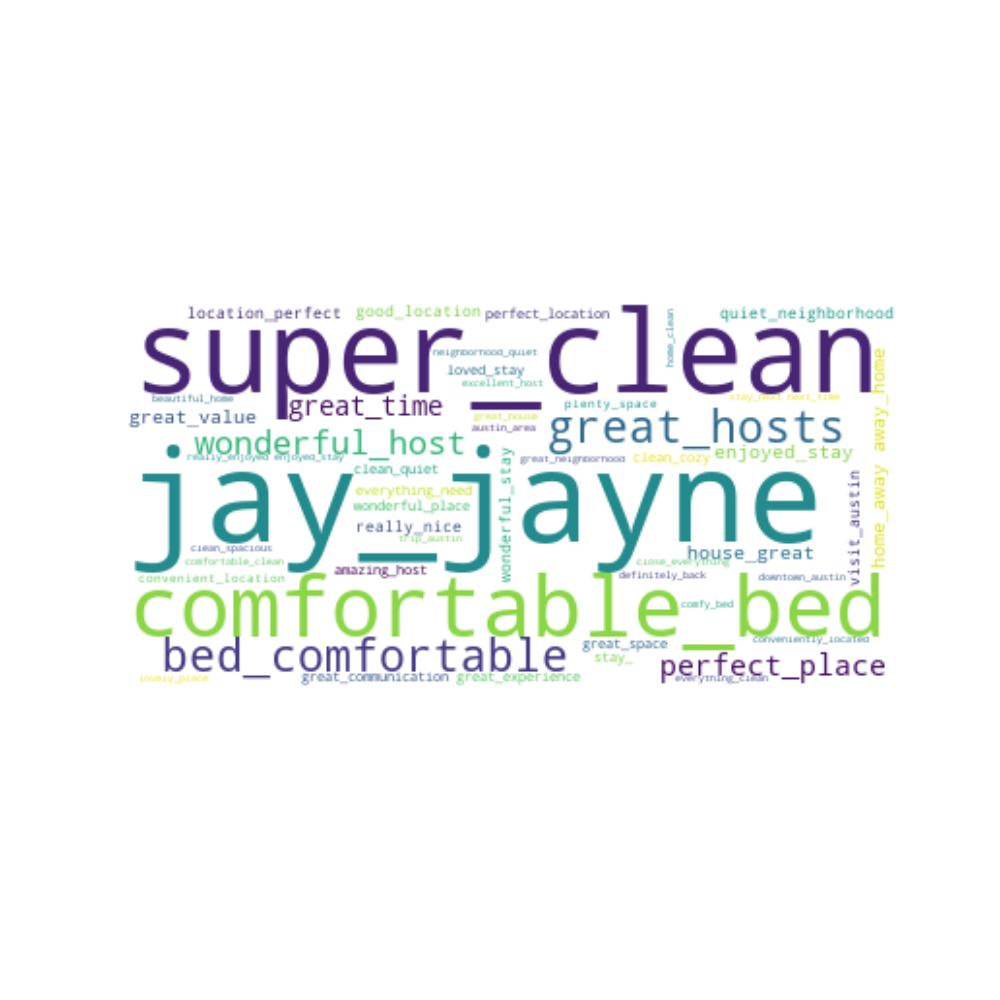 location_perfect good_location perfect_location quiet_neighborhood
super_clean
home_clean
neighborhood_quiet
loved_stay
excellent_host
away_home
beautiful_home
great_time
stay_next next_time
plenty_space
great_value
great_house
austin_area
great_hosts
wonderful_host
enjoyed_stay
really_enjoyed enjoyed_stay
clean_quiet
great_neighborhood
clean_cozy
jay_jayne
wonderful_stay
everything_need
wonderful_place
really_nice
trip_austin
visit_austin
home_away
clean_spacious
house_great
comfortable_clean
close_everything
amazing_host
convenient_location
definitely_back
downtown_austin
comfortable_bed
comfy_bed
bed_comfortable
great_space
conveniently_located
stay_
perfect_place
lovely_place
great_communication
great_experience
everything_clean